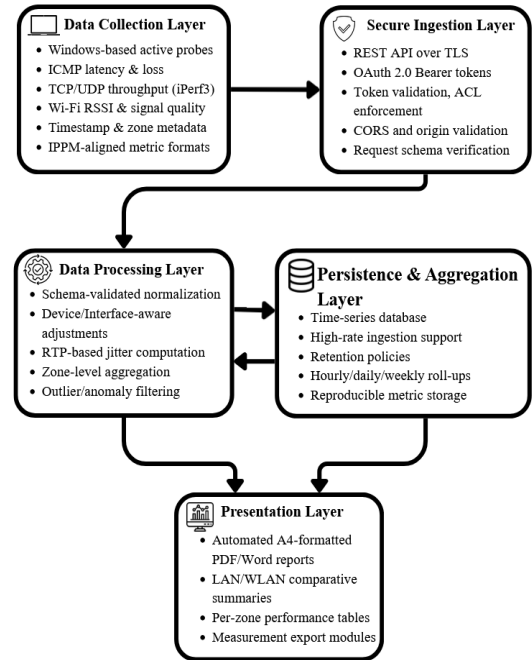 Data Collection Layer
• Windows-based active probes
• ICMP latency & loss
• TCP/UDP throughput (iPerf3)
• Wi-Fi RSSI & signal quality
• Timestamp & zone metadata
• IPPM-aligned metric formats
Secure Ingestion Layer
• REST API over TLS
• OAuth 2.0 Bearer tokens
• Token validation, ACL
enforcement
• CORS and origin validation
• Request schema verification
Data Processing Layer
• Schema-validated normalization
• Device/Interface-aware
adjustments
• RTP-based jitter computation
• Zone-level aggregation
• Outlier/anomaly filtering
Persistence & Aggregation
Layer
• Time-series database
• High-rate ingestion support
• Retention policies
• Hourly/daily/weekly roll-ups
• Reproducible metric storage
Presentation Layer
• Automated A4-formatted
PDF/Word reports
• LAN/WLAN comparative
summaries
• Per-zone performance tables
• Measurement export modules